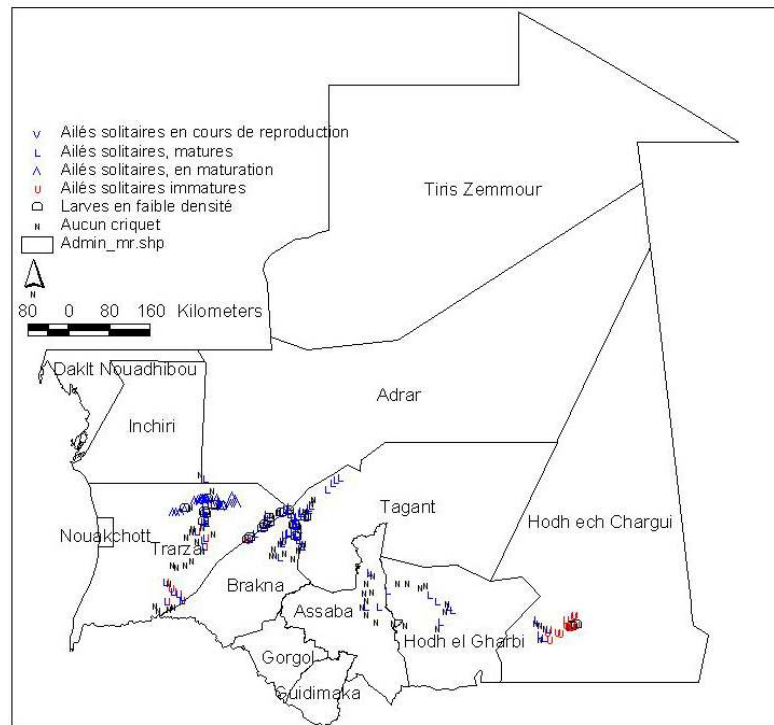 Ailés solitaires en cours de reproduction
Ailés solitaires, matures
Ailés solitaires, en maturation
Ailés solitaires immatures
Larves en faible densité
N Aucun criquet
Admin_mr.shp
N
80 0 80 160 Kilometers
Tiris Zemmour
Daklt Nouadhibou
Adrar
Inchiri
Tagant
Hodh ech Chargui
Nouakchott
Trarza
Brakna
Assaba
Hodh el Gharbi
Gorgol
Guidimaka